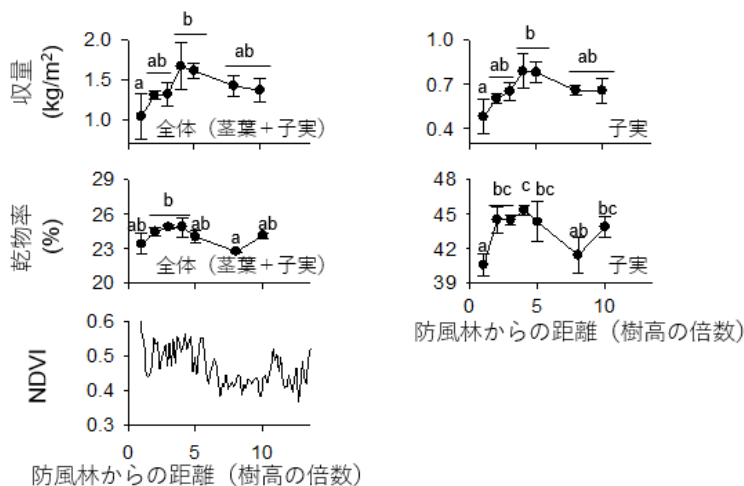 収量
(kg/m²)
2.0
1.5
1.0
a
ab
b
ab
全体（茎葉＋子実）
1.0
0.7
0.4
a
ab
b
ab
子実
乾物率
(%)
29
26
23
20
ab
b
ab
a
ab
全体（茎葉＋子実）
45
42
39
a
bc
c
bc
ab
bc
子実
0
5
10
防風林からの距離（樹高の倍数）
NDVI
0.6
0.5
0.4
0.3
0
5
10
防風林からの距離（樹高の倍数）